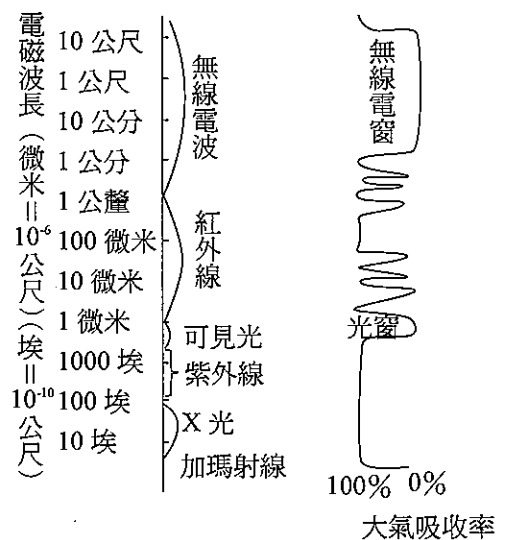 電磁波長（微米＝10⁻⁶公尺）（埃＝10⁻¹⁰公尺）
10 公尺
1 公尺
10 公分
1 公分
1 公釐
100 微米
10 微米
1 微米
1000 埃
100 埃
10 埃
無線電波
紅外線
可見光
紫外線
X 光
加瑪射線
無線電窗
光窗
100% 0%
大氣吸收率